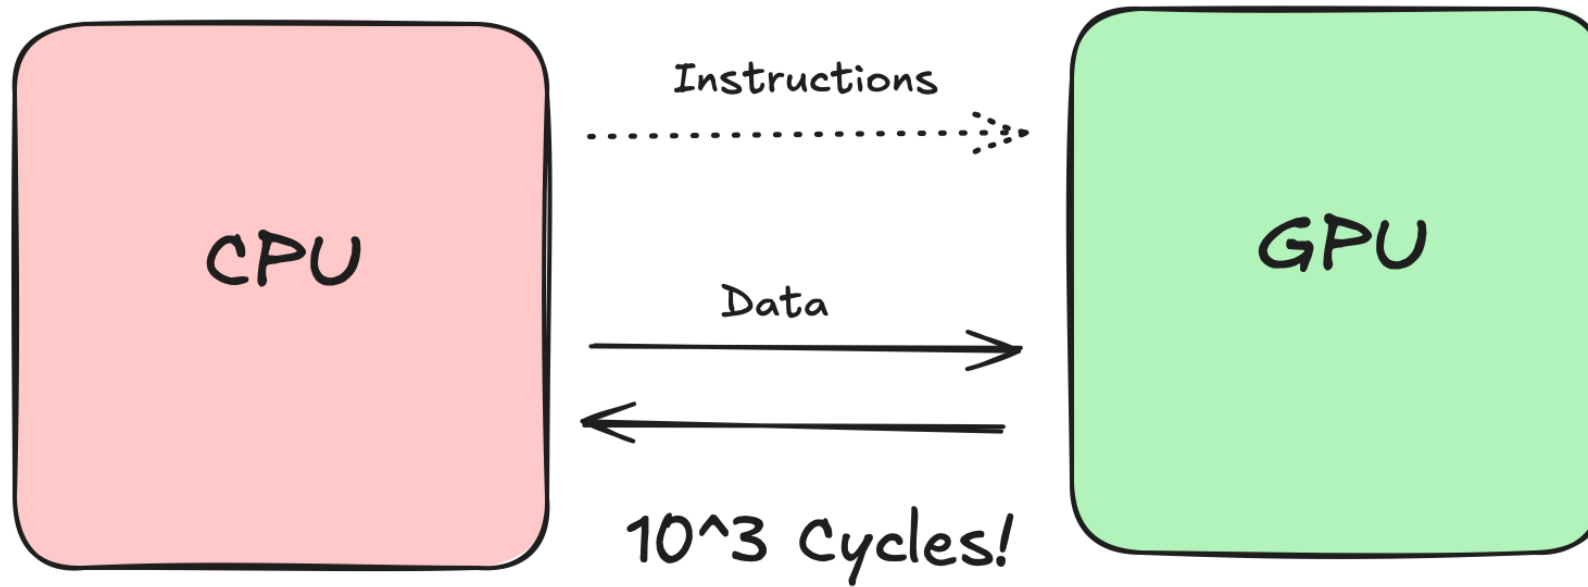 Instructions
CPU
GPU
Data
10^3 Cycles!